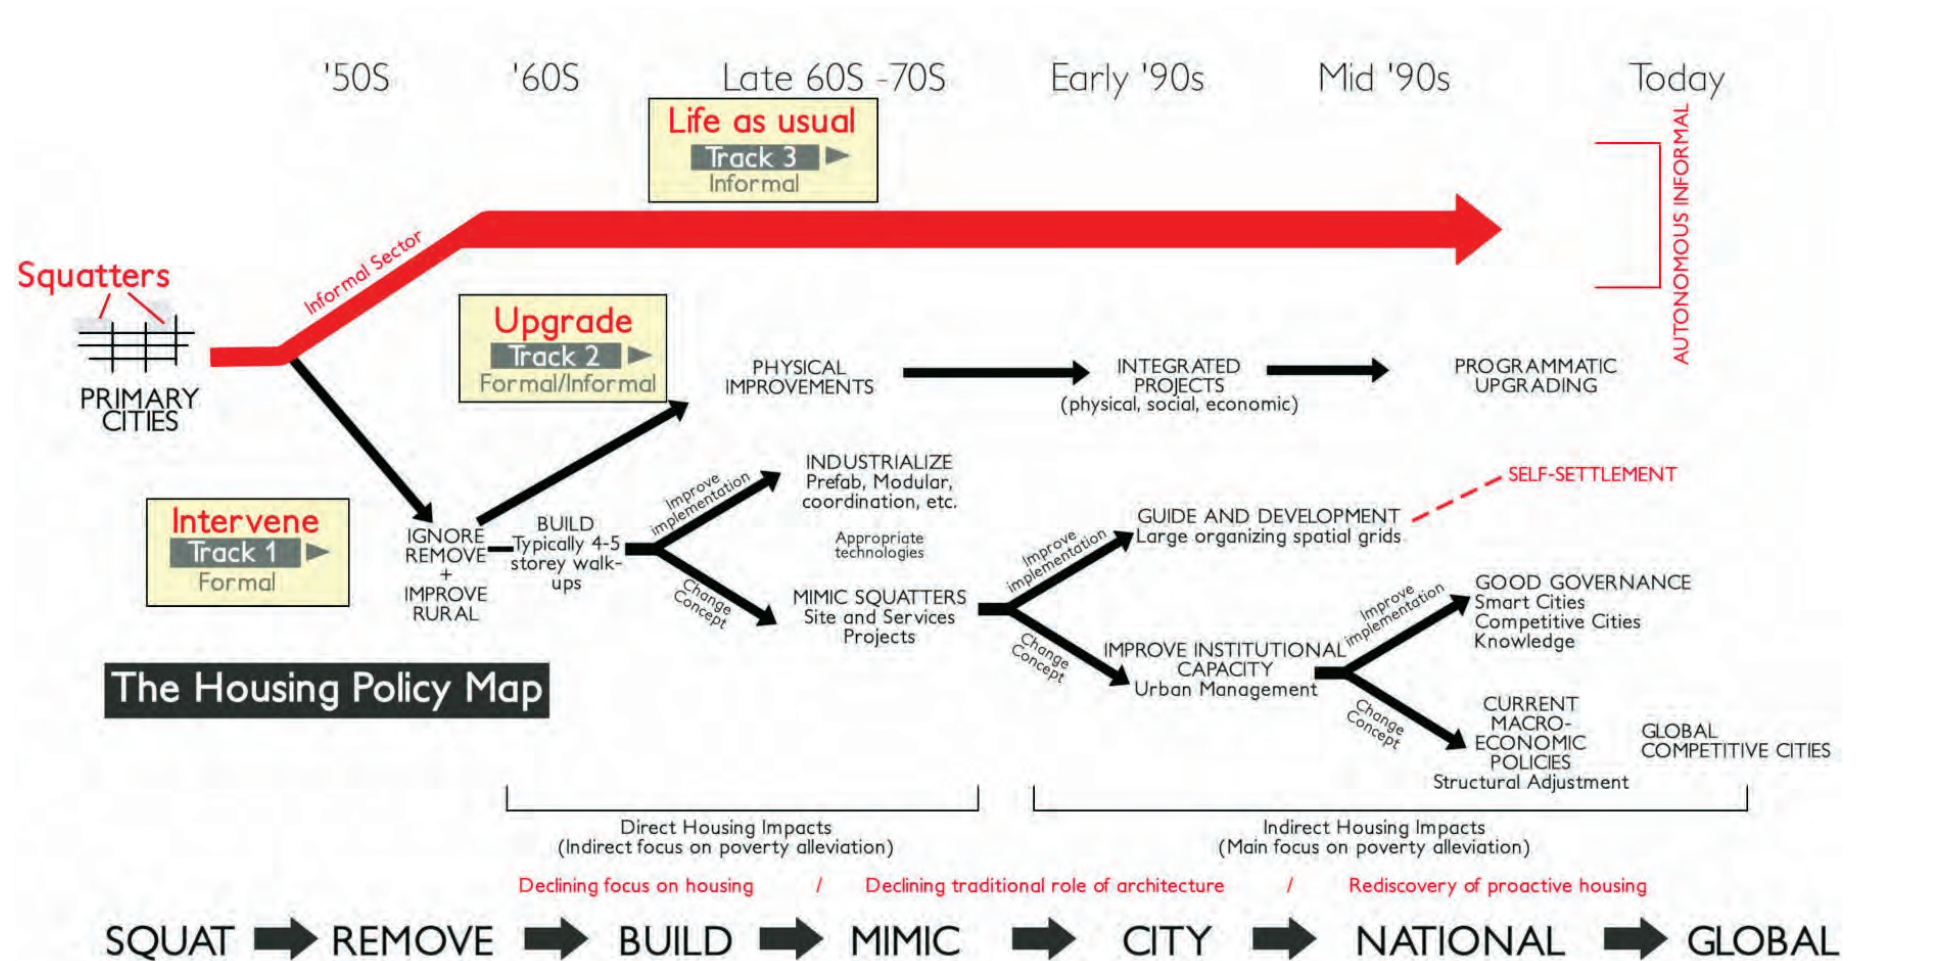 '50S
'60S
Late 60S -70S
Early '90s
Mid '90s
Today
Life as usual
Track 3
Informal
AUTONOMOUS INFORMAL
Informal Sector
Squatters
PRIMARY
CITIES
Upgrade
Track 2
Formal/Informal
PHYSICAL
IMPROVEMENTS
INTEGRATED
PROJECTS
(physical, social, economic)
PROGRAMMATIC
UPGRADING
Intervene
Track 1
Formal
IGNORE
REMOVE
+
IMPROVE
RURAL
BUILD
Typically 4-5
storey walk-
ups
Improve
implementation
Change
Concept
INDUSTRIALIZE
Prefab, Modular,
coordination, etc.
Appropriate
technologies
MIMIC SQUATTERS
Site and Services
Projects
Improve
implementation
Change
Concept
GUIDE AND DEVELOPMENT
Large organizing spatial grids
SELF-SETTLEMENT
IMPROVE INSTITUTIONAL
CAPACITY
Urban Management
Improve
implementation
Change
Concept
GOOD GOVERNANCE
Smart Cities
Competitive Cities
Knowledge
CURRENT
MACRO-
ECONOMIC
POLICIES
Structural Adjustment
GLOBAL
COMPETITIVE CITIES
The Housing Policy Map
Direct Housing Impacts
(Indirect focus on poverty alleviation)
Indirect Housing Impacts
(Main focus on poverty alleviation)
Declining focus on housing / Declining traditional role of architecture / Rediscovery of proactive housing
SQUAT REMOVE BUILD MIMIC CITY NATIONAL GLOBAL